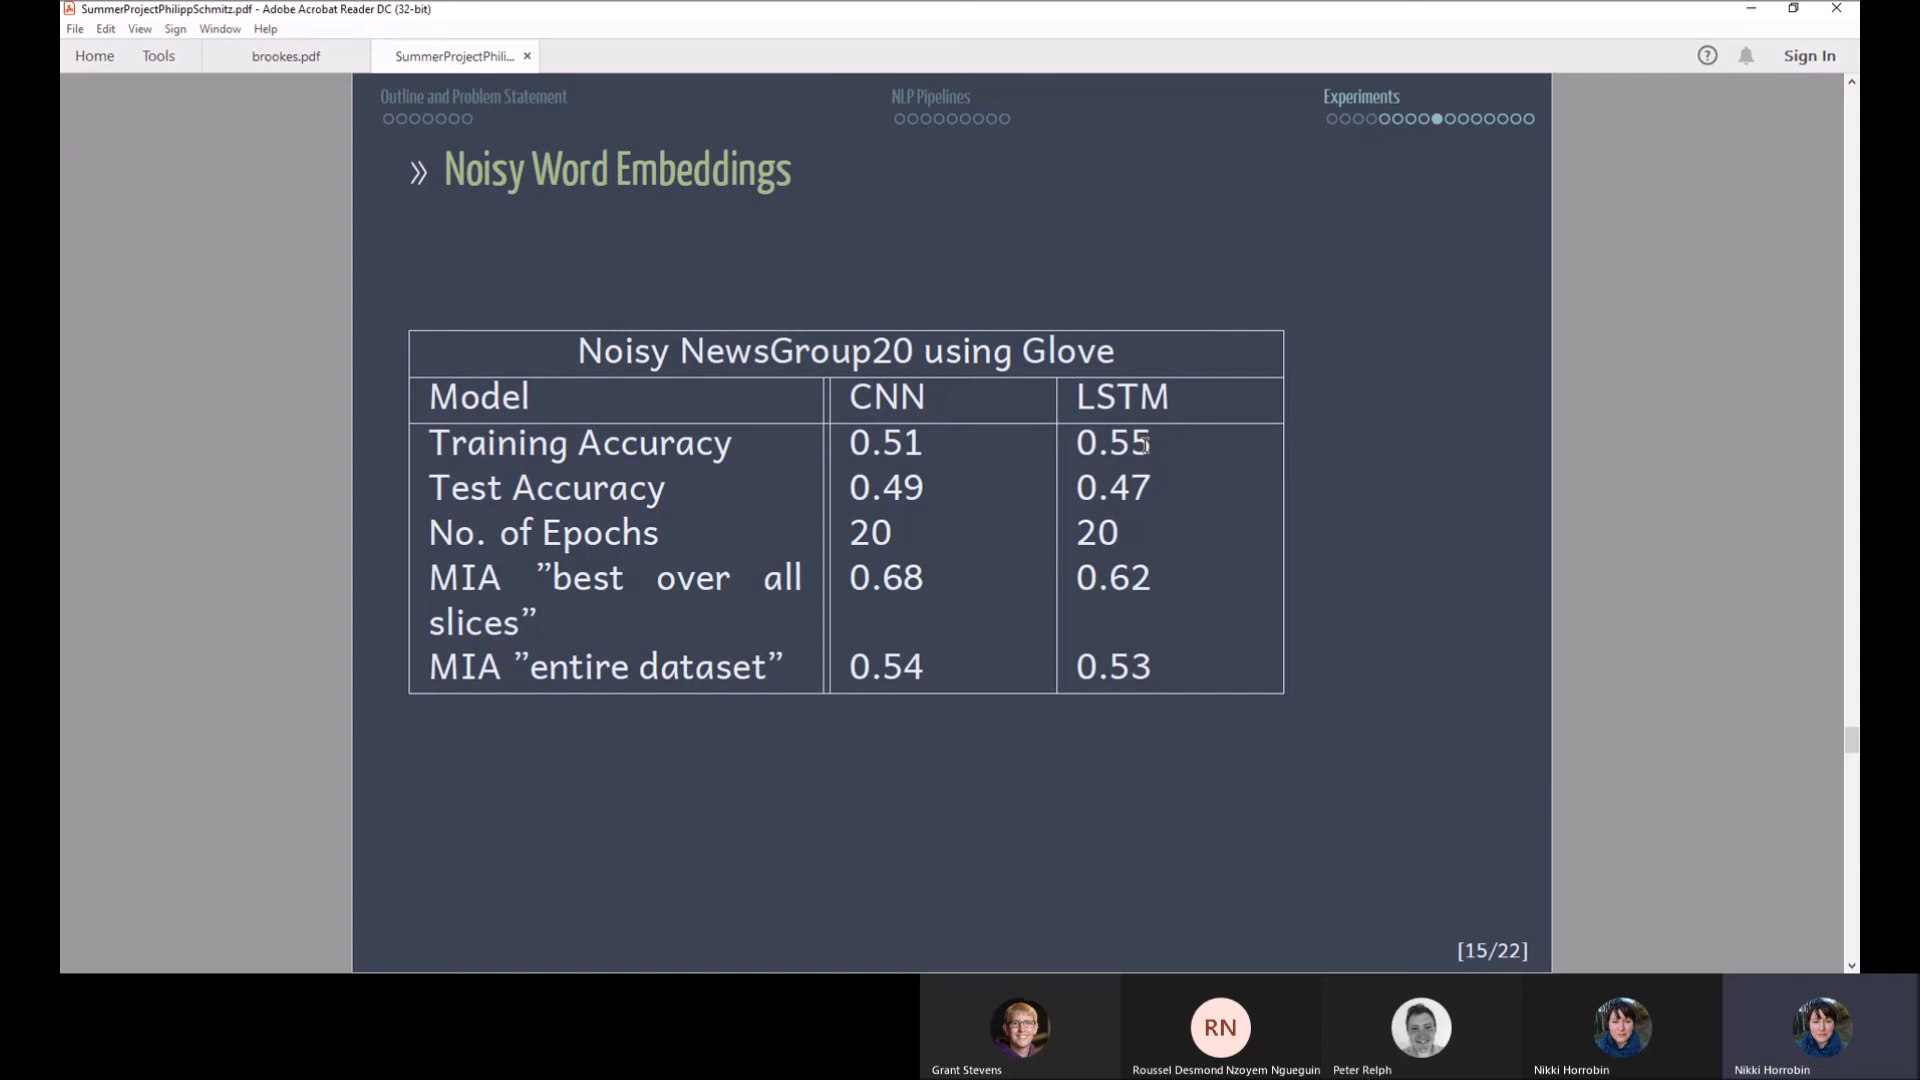 SummerProjectPhilippSchmitz.pdf - Adobe Acrobat Reader DC (32-bit)
File Edit View Sign Window Help
Home Tools brookes.pdf SummerProjectPhili... × Sign In
Outline and Problem Statement NLP Pipelines Experiments
» Noisy Word Embeddings
Noisy NewsGroup20 using Glove
Model CNN LSTM
Training Accuracy 0.51 0.55
Test Accuracy 0.49 0.47
No. of Epochs 20 20
MIA ”best over all 0.68 0.62
slices”
MIA ”entire dataset” 0.54 0.53
[15/22]
RN
Grant Stevens Roussel Desmond Nzoyem Ngueguin Peter Relph Nikki Horrobin Nikki Horrobin